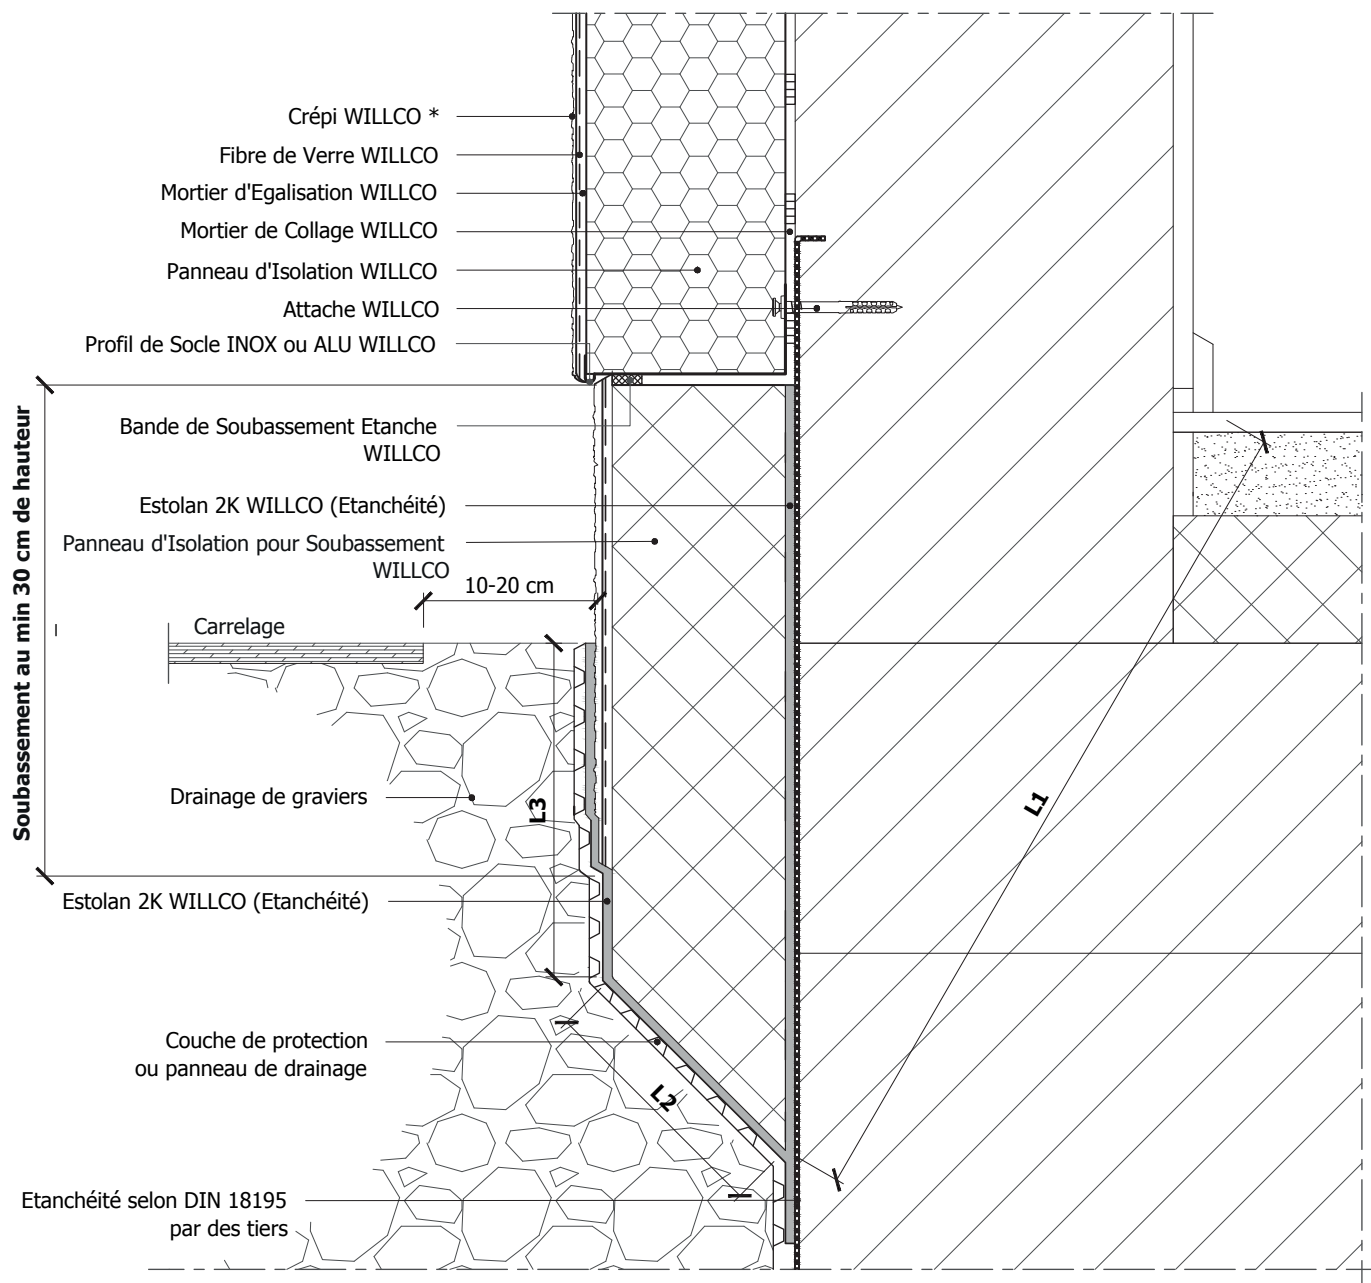 Crépi WILLCO *
Fibre de Verre WILLCO
Mortier d'Egalisation WILLCO
Mortier de Collage WILLCO
Panneau d'Isolation WILLCO
Attache WILLCO
Profil de Socle INOX ou ALU WILLCO
Bande de Soubassement Etanche
WILLCO
Estolan 2K WILLCO (Etanchéité)
Panneau d'Isolation pour Soubassement
WILLCO
10-20 cm
Carrelage
Soubassement au min 30 cm de hauteur
Drainage de graviers
L3
L1
Estolan 2K WILLCO (Etanchéité)
Couche de protection
ou panneau de drainage
L2
Etanchéité selon DIN 18195
par des tiers